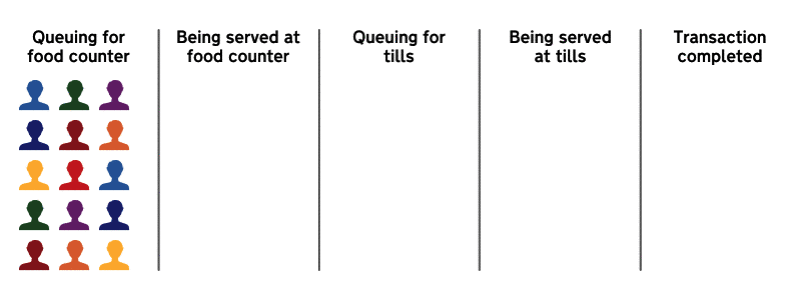 Queuing for
food counter
Being served at
food counter
Queuing for
tills
Being served
at tills
Transaction
completed